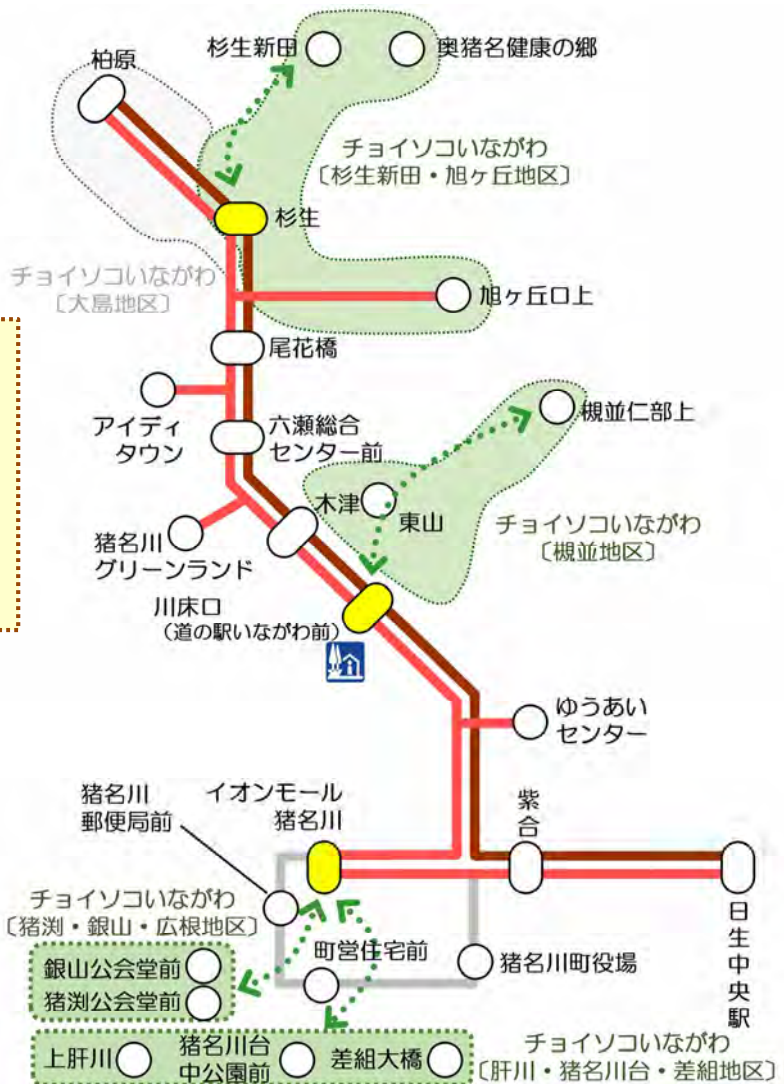 杉生新田
奥猪名健康の郷
柏原
チョイソコいながわ
〔杉生新田・旭ヶ丘地区〕
杉生
チョイソコいながわ
〔大島地区〕
旭ヶ丘口上
尾花橋
アイディ
タウン
六瀬総合
センター前
槻並仁部上
木津
東山
チョイソコいながわ
〔槻並地区〕
猪名川
グリーンランド
川床口
（道の駅いながわ前）
ゆうあい
センター
猪名川
郵便局前
イオンモール
猪名川
紫合
日生中央駅
チョイソコいながわ
〔猪渕・銀山・広根地区〕
町営住宅前
猪名川町役場
銀山公会堂前
猪渕公会堂前
上肝川
猪名川台
中公園前
差組大橋
チョイソコいながわ
〔肝川・猪名川台・差組地区〕